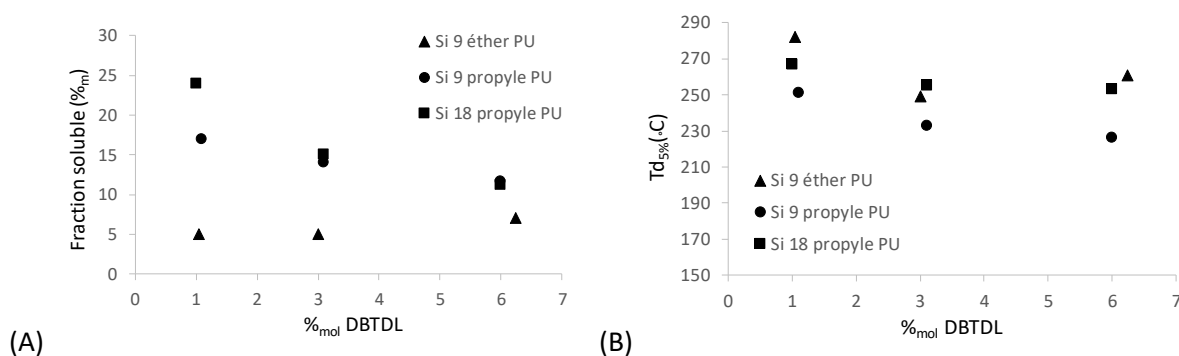 30
25
20
15
10
5
0
Fraction soluble (%m)
0 1 2 3 4 5 6 7
%mol DBTDL
Si 9 éther PU
Si 9 propyle PU
Si 18 propyle PU
(A)
290
270
250
230
210
190
170
150
Td5%(°C)
Si 9 éther PU
Si 9 propyle PU
Si 18 propyle PU
0 1 2 3 4 5 6 7
%mol DBTDL
(B)